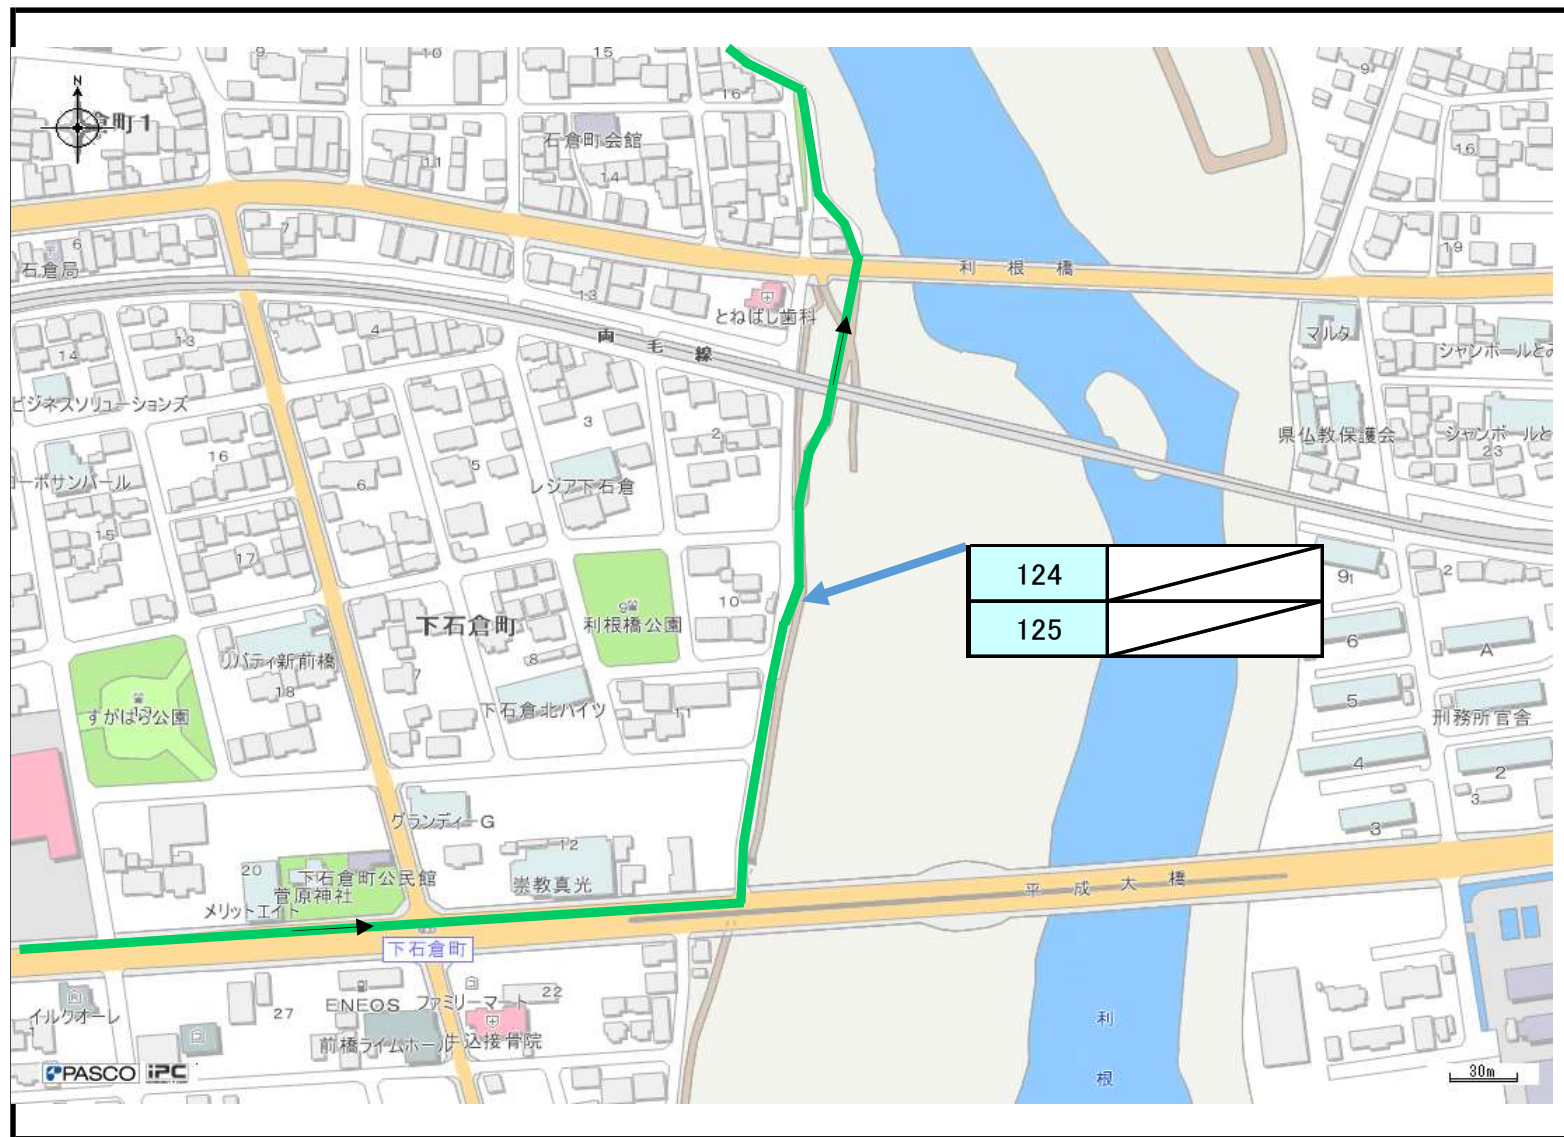 9
10
15
16
9
N
倉町1
石倉町会館
11
14
16
7
6
石倉局
19
利根橋
13
とねばし歯科
マルタ
両毛線
4
14
13
シャンボールとみ
ビジネスソリューションズ
3
2
県仏教保護会
シャンボールと
23
16
5
6
レジア下石倉
コーポサンパール
15
17
124
125
91
2
9
利根橋公園
10
下石倉町
6
A
リバティ新前橋
8
7
18
下石倉北ハイツ
11
5
刑務所官舎
すがはら公園
13
4
2
3
グランディーG
3
12
20
下石倉町公民館
菅原神社
崇教真光
平成大橋
メリットエイト
下石倉町
ENEOS
ファミリーマート
22
イルクオーレ
27
前橋ライムホール
牛込接骨院
利根
PASCO
iPC
30m